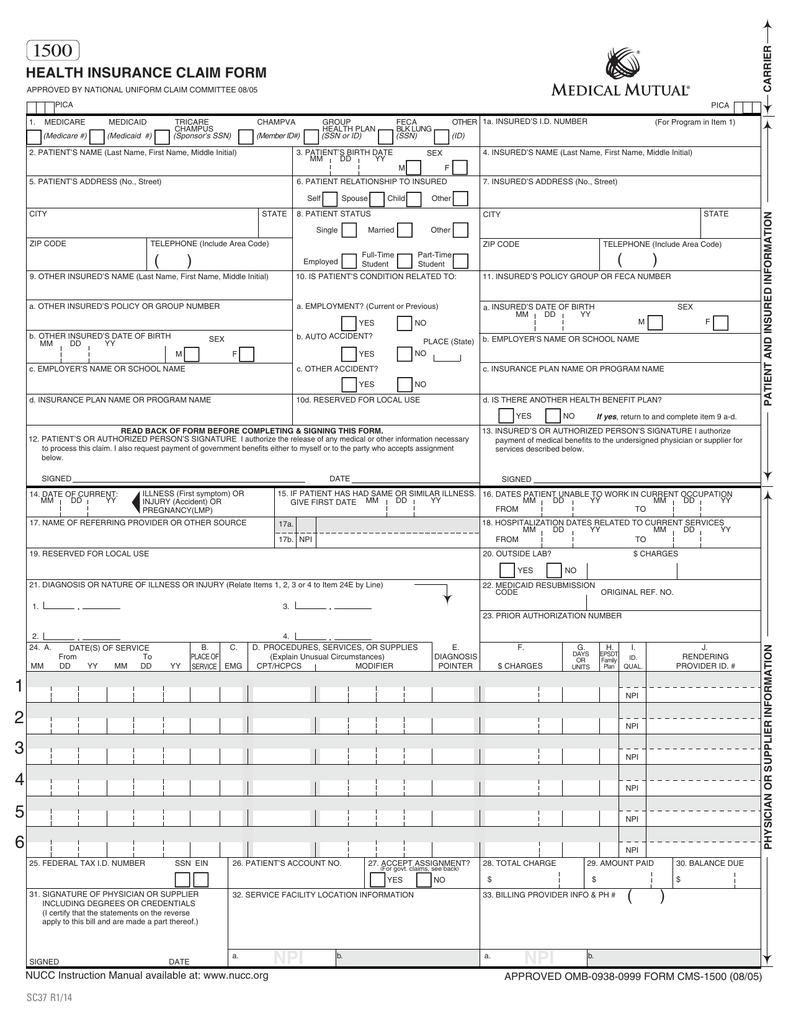 1500
HEALTH INSURANCE CLAIM FORM
APPROVED BY NATIONAL UNIFORM CLAIM COMMITTEE 08/05
MEDICAL MUTUAL®
CARRIER
PICA
PICA
1. MEDICARE MEDICAID TRICARE CHAMPUS CHAMPVA GROUP HEALTH PLAN FECA BLK LUNG OTHER
(Medicare #) (Medicaid #) (Sponsor's SSN) (Member ID#) (SSN or ID) (SSN) (ID)
1a. INSURED'S I.D. NUMBER (For Program in Item 1)
2. PATIENT'S NAME (Last Name, First Name, Middle Initial)
3. PATIENT'S BIRTH DATE SEX
MM DD YY M F
4. INSURED'S NAME (Last Name, First Name, Middle Initial)
5. PATIENT'S ADDRESS (No., Street)
6. PATIENT RELATIONSHIP TO INSURED
Self Spouse Child Other
7. INSURED'S ADDRESS (No., Street)
CITY STATE
8. PATIENT STATUS
Single Married Other
CITY STATE
ZIP CODE TELEPHONE (Include Area Code)
( )
Employed Full-Time Student Part-Time Student
ZIP CODE TELEPHONE (Include Area Code)
( )
9. OTHER INSURED'S NAME (Last Name, First Name, Middle Initial)
10. IS PATIENT'S CONDITION RELATED TO:
11. INSURED'S POLICY GROUP OR FECA NUMBER
a. OTHER INSURED'S POLICY OR GROUP NUMBER
a. EMPLOYMENT? (Current or Previous)
YES NO
a. INSURED'S DATE OF BIRTH SEX
MM DD YY M F
b. OTHER INSURED'S DATE OF BIRTH SEX
MM DD YY M F
b. AUTO ACCIDENT? PLACE (State)
YES NO
b. EMPLOYER'S NAME OR SCHOOL NAME
c. EMPLOYER'S NAME OR SCHOOL NAME
c. OTHER ACCIDENT?
YES NO
c. INSURANCE PLAN NAME OR PROGRAM NAME
d. INSURANCE PLAN NAME OR PROGRAM NAME
10d. RESERVED FOR LOCAL USE
d. IS THERE ANOTHER HEALTH BENEFIT PLAN?
YES NO If yes, return to and complete item 9 a-d.
READ BACK OF FORM BEFORE COMPLETING & SIGNING THIS FORM.
12. PATIENT'S OR AUTHORIZED PERSON'S SIGNATURE I authorize the release of any medical or other information necessary
to process this claim. I also request payment of government benefits either to myself or to the party who accepts assignment
below.
SIGNED DATE
13. INSURED'S OR AUTHORIZED PERSON'S SIGNATURE I authorize
payment of medical benefits to the undersigned physician or supplier for
services described below.
SIGNED
PATIENT AND INSURED INFORMATION
14. DATE OF CURRENT:
MM DD YY
ILLNESS (First symptom) OR
INJURY (Accident) OR
PREGNANCY(LMP)
15. IF PATIENT HAS HAD SAME OR SIMILAR ILLNESS.
GIVE FIRST DATE MM DD YY
16. DATES PATIENT UNABLE TO WORK IN CURRENT OCCUPATION
MM DD YY MM DD YY
FROM TO
17. NAME OF REFERRING PROVIDER OR OTHER SOURCE
17a.
17b. NPI
18. HOSPITALIZATION DATES RELATED TO CURRENT SERVICES
MM DD YY MM DD YY
FROM TO
19. RESERVED FOR LOCAL USE
20. OUTSIDE LAB? $ CHARGES
YES NO
21. DIAGNOSIS OR NATURE OF ILLNESS OR INJURY (Relate Items 1, 2, 3 or 4 to Item 24E by Line)
1. . 3. .
2. . 4. .
22. MEDICAID RESUBMISSION
CODE ORIGINAL REF. NO.
23. PRIOR AUTHORIZATION NUMBER
24. A. DATE(S) OF SERVICE
From To
MM DD YY MM DD YY
B.
PLACE OF
SERVICE
C.
EMG
D. PROCEDURES, SERVICES, OR SUPPLIES
(Explain Unusual Circumstances)
CPT/HCPCS MODIFIER
E.
DIAGNOSIS
POINTER
F.
$ CHARGES
G.
DAYS
OR
UNITS
H.
EPSDT
Family
Plan
I.
ID.
QUAL.
J.
RENDERING
PROVIDER ID. #
1
NPI
2
NPI
3
NPI
4
NPI
5
NPI
6
NPI
25. FEDERAL TAX I.D. NUMBER SSN EIN
26. PATIENT'S ACCOUNT NO.
27. ACCEPT ASSIGNMENT?
(For govt. claims, see back)
YES NO
28. TOTAL CHARGE
$
29. AMOUNT PAID
$
30. BALANCE DUE
$
31. SIGNATURE OF PHYSICIAN OR SUPPLIER
INCLUDING DEGREES OR CREDENTIALS
(I certify that the statements on the reverse
apply to this bill and are made a part thereof.)
SIGNED DATE
32. SERVICE FACILITY LOCATION INFORMATION
a. NPI b.
33. BILLING PROVIDER INFO & PH # ( )
a. NPI b.
PHYSICIAN OR SUPPLIER INFORMATION
NUCC Instruction Manual available at: www.nucc.org
APPROVED OMB-0938-0999 FORM CMS-1500 (08/05)
SC37 R1/14